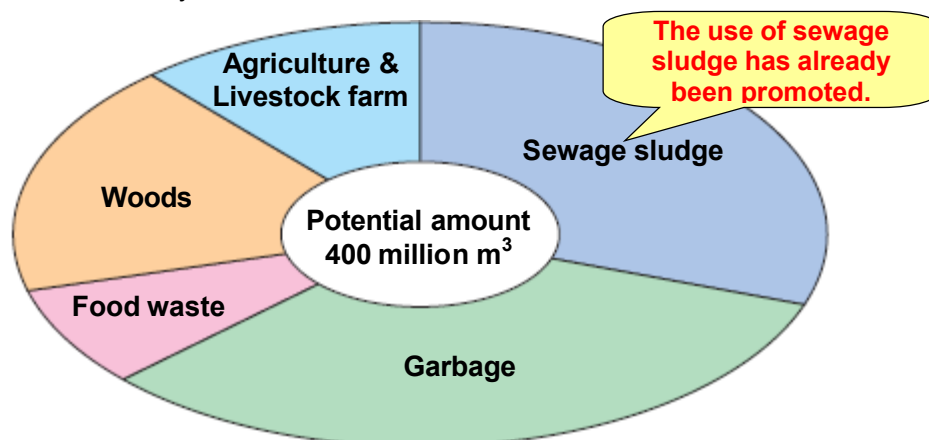 The use of sewage
sludge has already
been promoted.
Agriculture &
Livestock farm
Sewage sludge
Woods
Potential amount
400 million m³
Food waste
Garbage